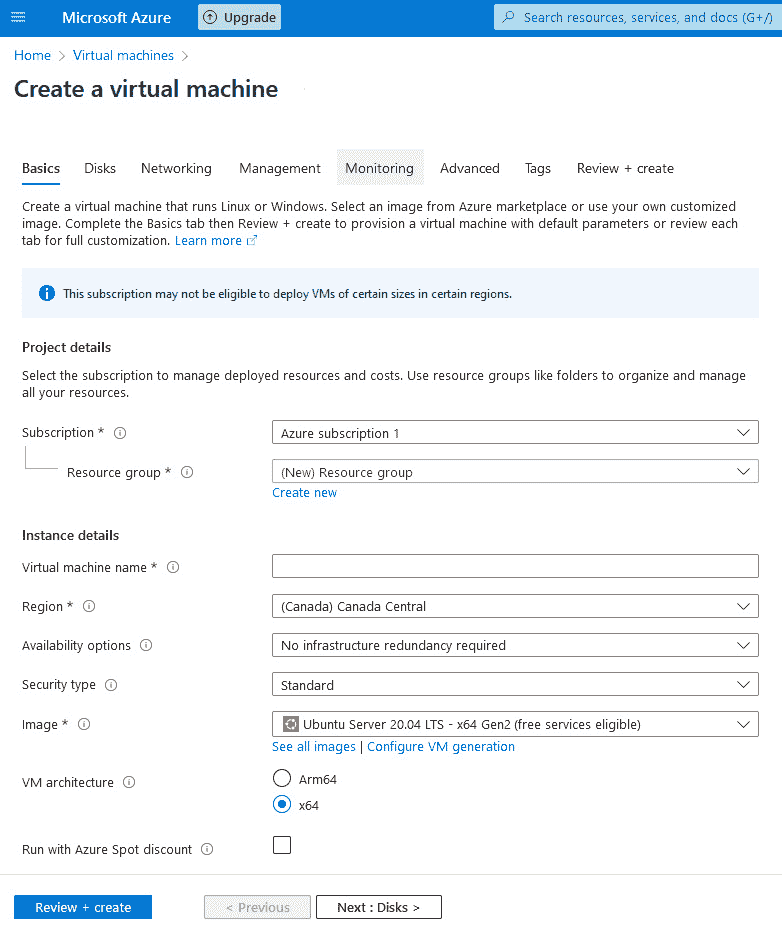 Microsoft Azure
Upgrade
Search resources, services, and docs (G+/)
Home > Virtual machines >
Create a virtual machine
Basics Disks Networking Management Monitoring Advanced Tags Review + create
Create a virtual machine that runs Linux or Windows. Select an image from Azure marketplace or use your own customized
image. Complete the Basics tab then Review + create to provision a virtual machine with default parameters or review each
tab for full customization. Learn more
This subscription may not be eligible to deploy VMs of certain sizes in certain regions.
Project details
Select the subscription to manage deployed resources and costs. Use resource groups like folders to organize and manage
all your resources.
Subscription * Azure subscription 1
Resource group * (New) Resource group
Create new
Instance details
Virtual machine name *
Region * (Canada) Canada Central
Availability options No infrastructure redundancy required
Security type Standard
Image * Ubuntu Server 20.04 LTS - x64 Gen2 (free services eligible)
See all images | Configure VM generation
VM architecture Arm64
x64
Run with Azure Spot discount
Review + create < Previous Next : Disks >